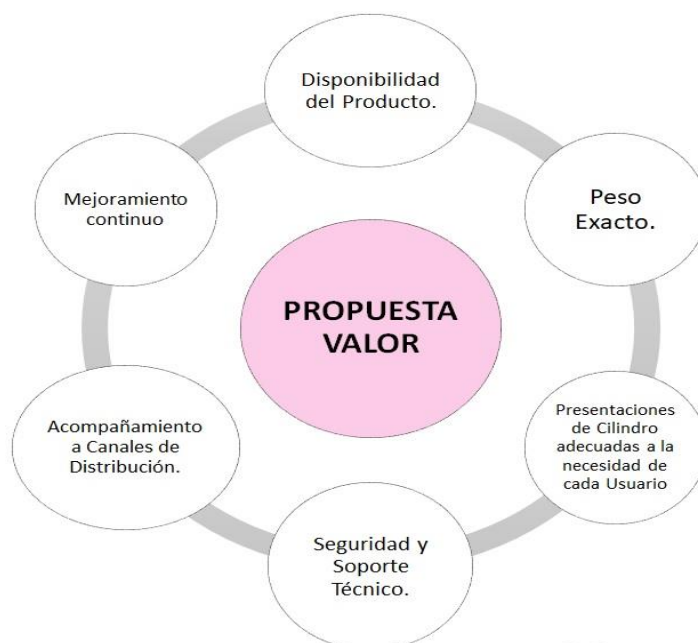 Disponibilidad
del Producto.
Peso
Exacto.
Presentaciones
de Cilindro
adecuadas a la
necesidad de
cada Usuario
Seguridad y
Soporte
Técnico.
Acompañamiento
a Canales de
Distribución.
Mejoramiento
continuo
PROPUESTA
VALOR